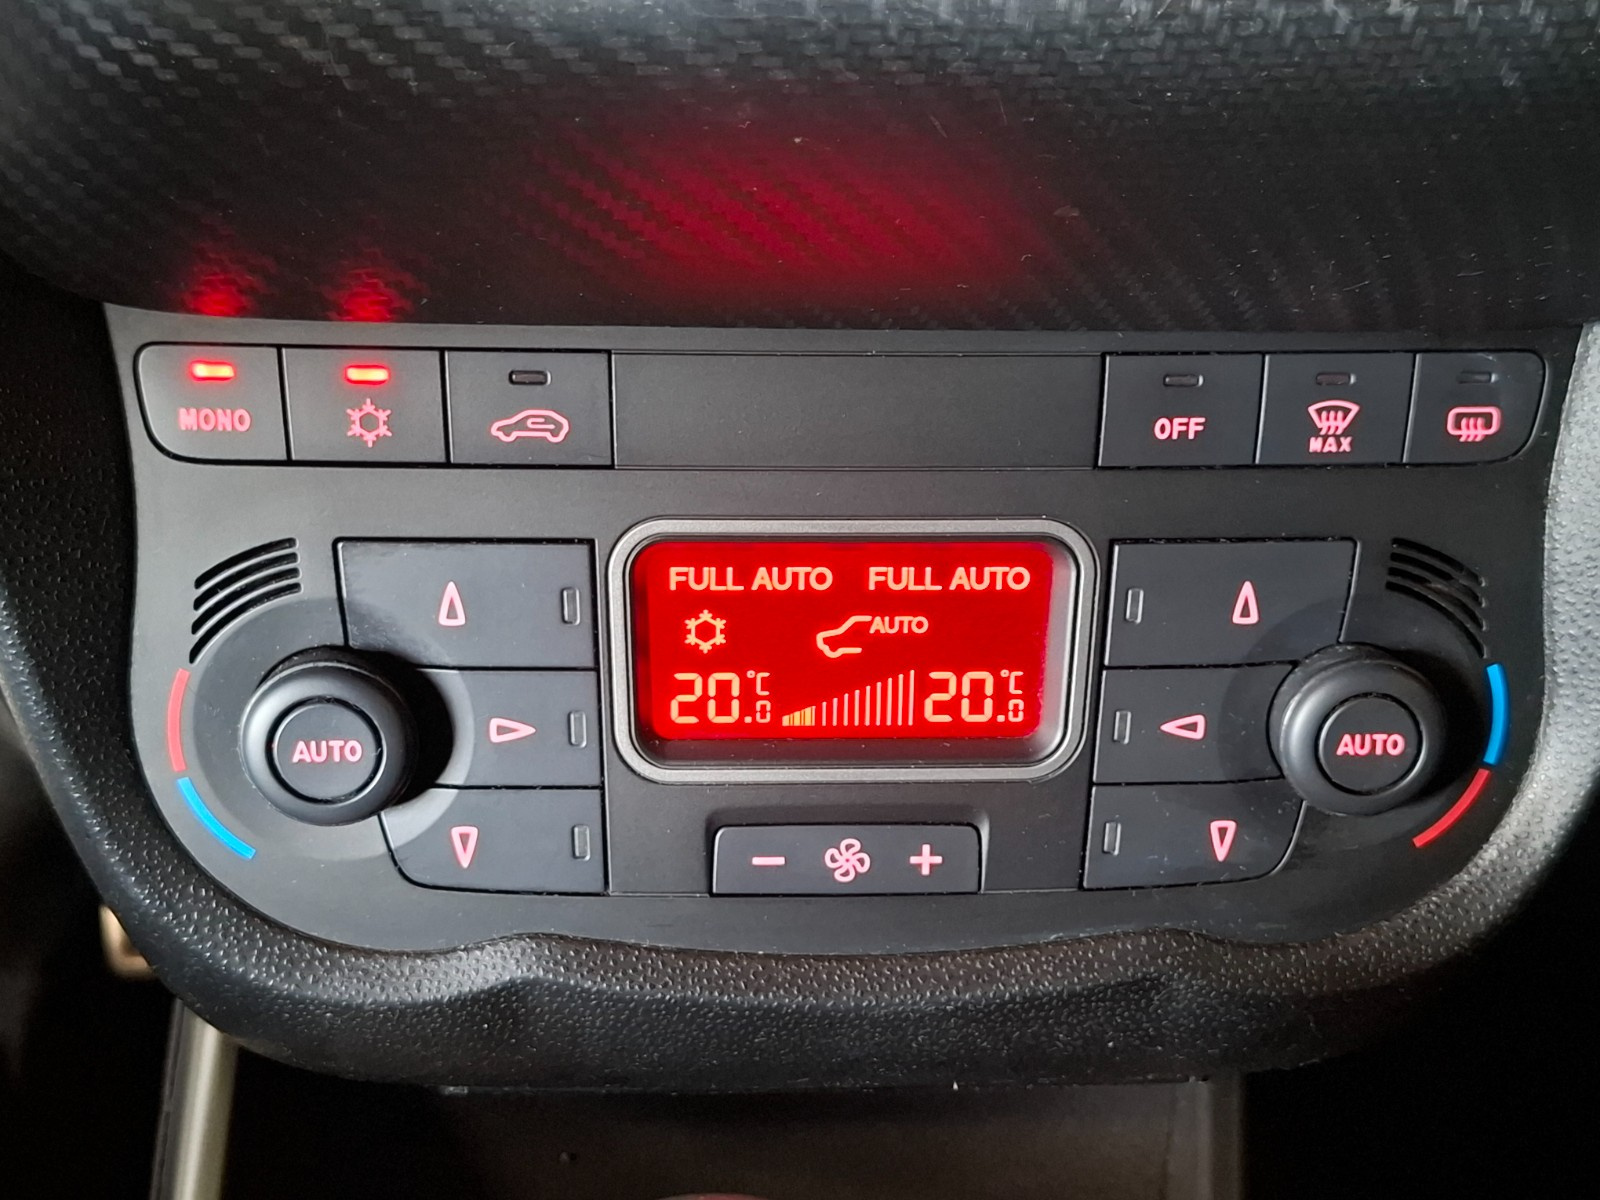 MONO
OFF
MAX
FULL AUTO FULL AUTO
AUTO
20.0 °C 20.0 °C
AUTO
AUTO
- +